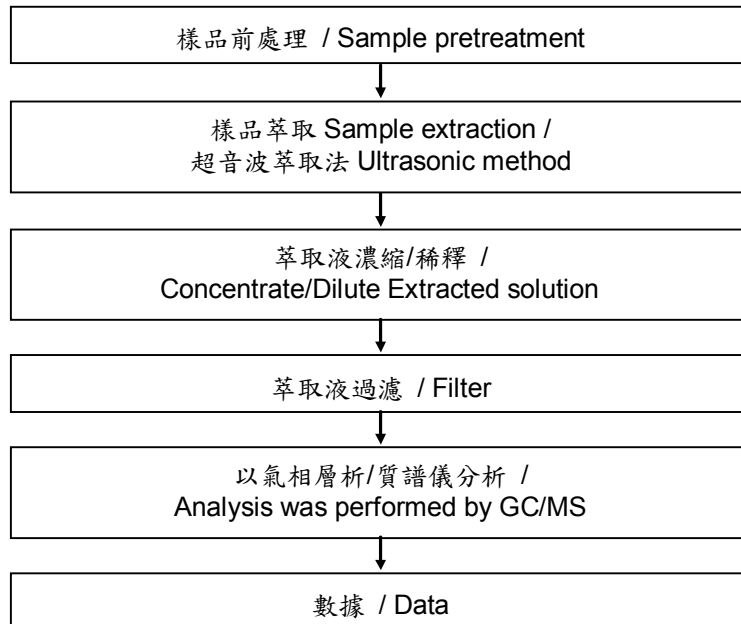 樣品前處理 / Sample pretreatment
樣品萃取 Sample extraction /
超音波萃取法 Ultrasonic method
萃取液濃縮/稀釋 /
Concentrate/Dilute Extracted solution
萃取液過濾 / Filter
以氣相層析/質譜儀分析 /
Analysis was performed by GC/MS
數據 / Data